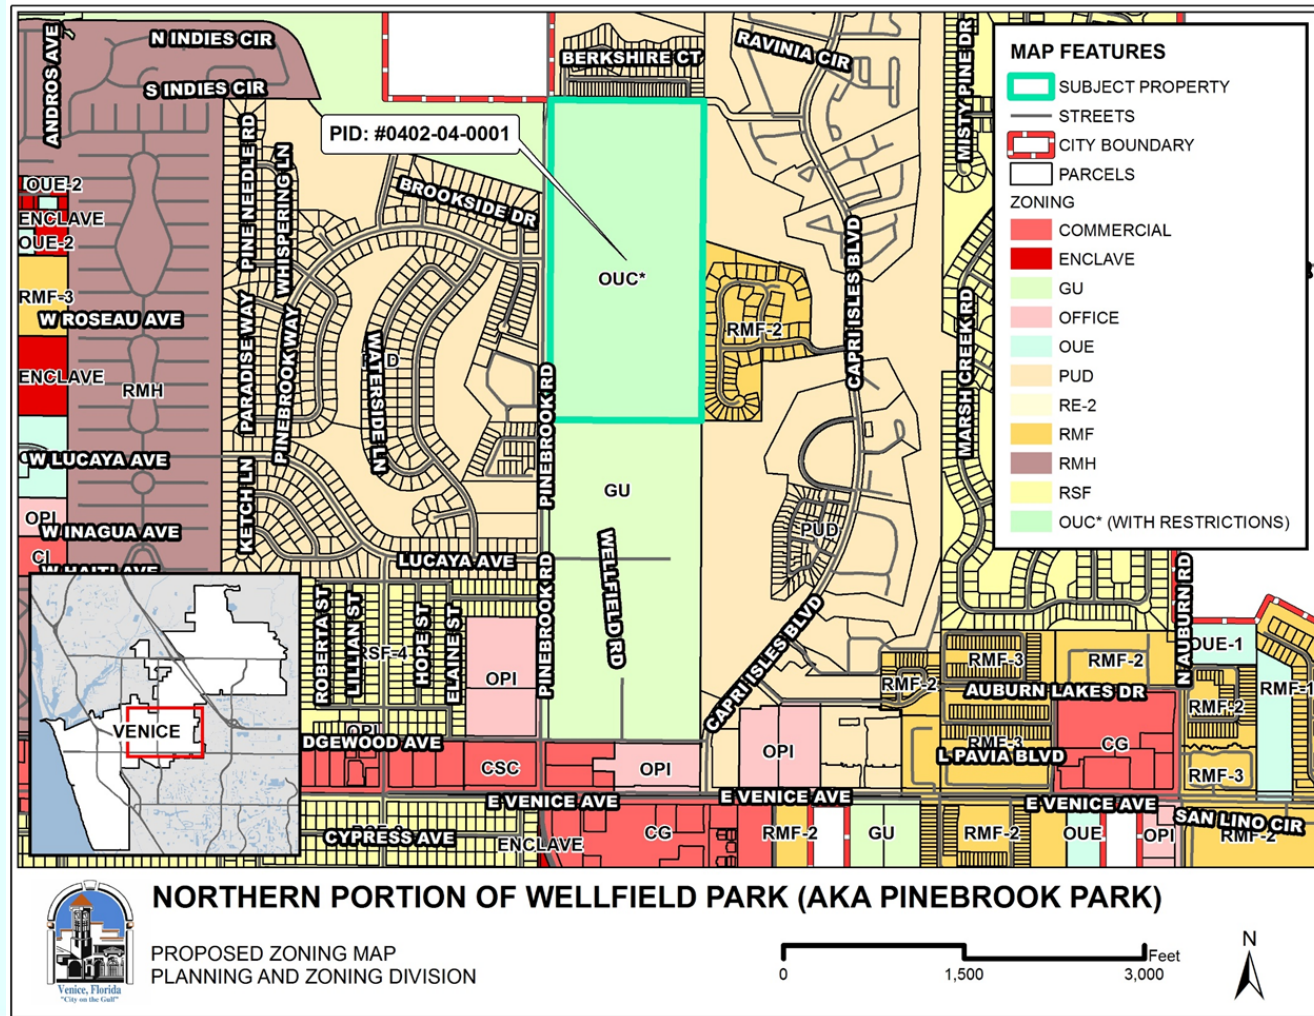 ANDROS AVE
N INDIES CIR
S INDIES CIR
BERKSHIRE CT
RAVINIA CIR
MISTY PINE DR
PID: #0402-04-0001
PINE NEEDLE RD
WHISPERING LN
BROOKSIDE DR
OUE-2
ENCLAVE
OUE-2
RMF-3
W ROSEAU AVE
ENCLAVE
RMH
PARADISE WAY
PINEBROOK WAY
WATERSIDE LN
D
OUC*
RMF-2
CAPRI ISLES BLVD
MARSH CREEK RD
PINEBROOK RD
W LUCAYA AVE
KETCH LN
OPI
W INAGUA AVE
CI
W HAITI AVE
GU
PUD
LUCAYA AVE
WELLFIELD RD
PINEBROOK RD
ROBERTA ST
LILLIAN ST
RSF-4
HOPE ST
ELAINE ST
OPI
CAPRI ISLES BLVD
N AUBURN RD
OUE-1
RMF-3
RMF-2
RMF-2
AUBURN LAKES DR
RMF-1
RMF-2
OPI
DGEWOOD AVE
CSC
OPI
OPI
RMF-3
L PAVIA BLVD
CG
RMF-3
E VENICE AVE
E VENICE AVE
E VENICE AVE
SAN LINO CIR
CYPRESS AVE
ENCLAVE
CG
RMF-2
GU
RMF-2
OUE
OPI
RMF-2
VENICE
MAP FEATURES
SUBJECT PROPERTY
STREETS
CITY BOUNDARY
PARCELS
ZONING
COMMERCIAL
ENCLAVE
GU
OFFICE
OUE
PUD
RE-2
RMF
RMH
RSF
OUC* (WITH RESTRICTIONS)
NORTHERN PORTION OF WELLFIELD PARK (AKA PINEBROOK PARK)
PROPOSED ZONING MAP
PLANNING AND ZONING DIVISION
Venice, Florida
"City on the Gulf"
Feet
0 1,500 3,000
N